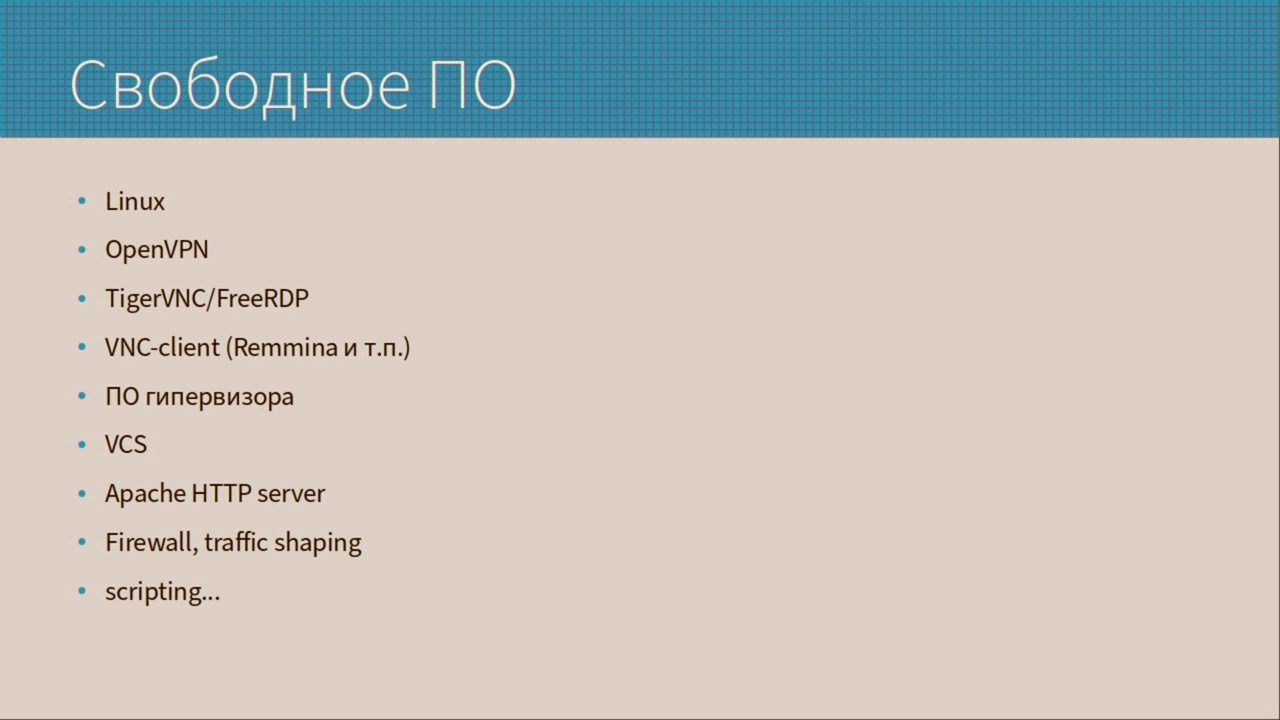 Свободное ПО
Linux
OpenVPN
TigerVNC/FreeRDP
VNC-client (Remmina и т.п.)
ПО гипервизора
VCS
Apache HTTP server
Firewall, traffic shaping
scripting...